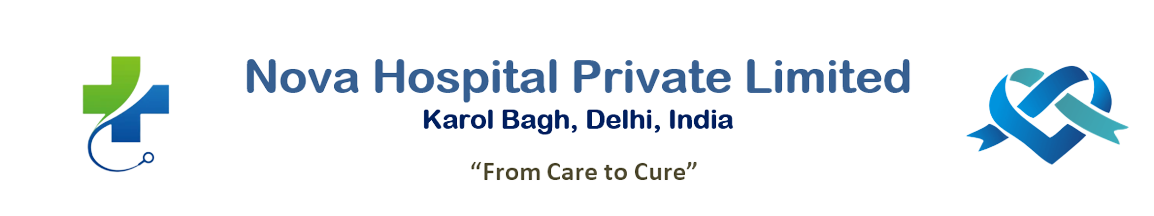 Nova Hospital Private Limited
Karol Bagh, Delhi, India
“From Care to Cure”